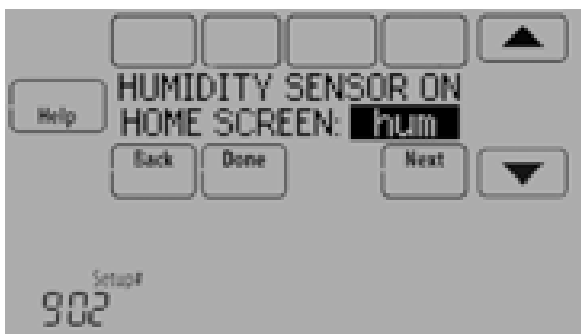 HUMIDITY SENSOR ON
Help
HOME SCREEN: hum
Back Done Next
Setup#
902